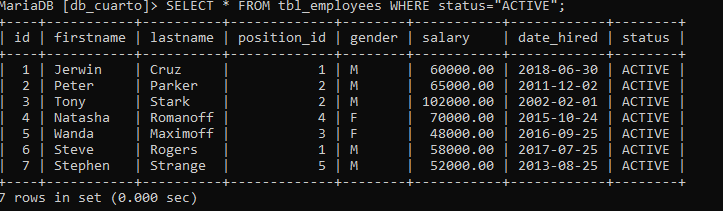 MariaDB [db_cuarto]> SELECT * FROM tbl_employees WHERE status="ACTIVE";
+----+-----------+----------+-------------+--------+-----------+------------+--------+
| id | firstname | lastname | position_id | gender | salary    | date_hired | status |
+----+-----------+----------+-------------+--------+-----------+------------+--------+
|  1 | Jerwin    | Cruz     |           1 | M      |  60000.00 | 2018-06-30 | ACTIVE |
|  2 | Peter     | Parker   |           2 | M      |  65000.00 | 2011-12-02 | ACTIVE |
|  3 | Tony      | Stark    |           2 | M      | 102000.00 | 2002-02-01 | ACTIVE |
|  4 | Natasha   | Romanoff |           4 | F      |  70000.00 | 2015-10-24 | ACTIVE |
|  5 | Wanda     | Maximoff |           3 | F      |  48000.00 | 2016-09-25 | ACTIVE |
|  6 | Steve     | Rogers   |           1 | M      |  58000.00 | 2017-07-25 | ACTIVE |
|  7 | Stephen   | Strange  |           5 | M      |  52000.00 | 2013-08-25 | ACTIVE |
+----+-----------+----------+-------------+--------+-----------+------------+--------+
7 rows in set (0.000 sec)